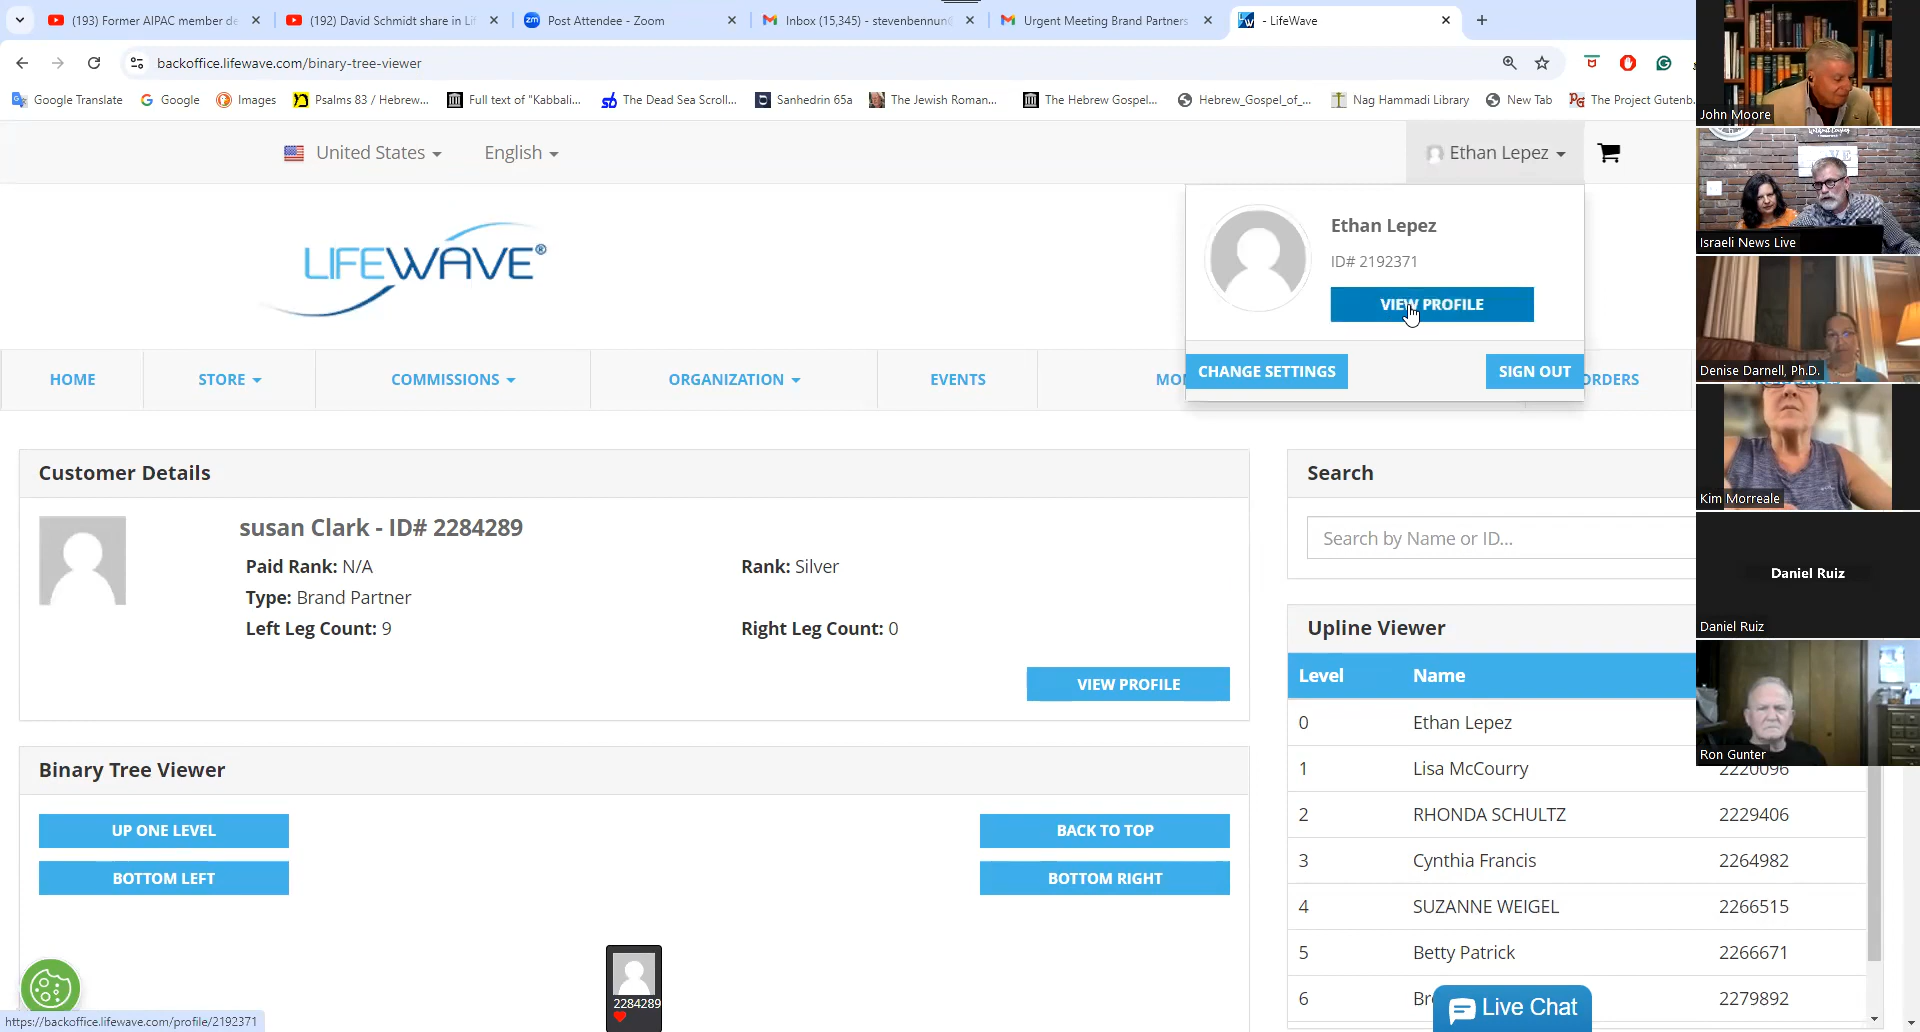 (193) Former AIPAC member de
(192) David Schmidt share in Lif
zm Post Attendee - Zoom
Inbox (15,345) - stevenbennun@
Urgent Meeting Brand Partners
- LifeWave
backoffice.lifewave.com/binary-tree-viewer
Google Translate
Google
Images
Psalms 83 / Hebrew...
Full text of "Kabbali...
The Dead Sea Scroll...
Sanhedrin 65a
The Jewish Roman...
The Hebrew Gospel...
Hebrew_Gospel_of_...
Nag Hammadi Library
New Tab
The Project Gutenb
United States
English
Ethan Lepez
LIFEWAVE®
Ethan Lepez
ID# 2192371
VIEW PROFILE
CHANGE SETTINGS
SIGN OUT
HOME
STORE
COMMISSIONS
ORGANIZATION
EVENTS
MO
ORDERS
Customer Details
susan Clark - ID# 2284289
Paid Rank: N/A
Rank: Silver
Type: Brand Partner
Left Leg Count: 9
Right Leg Count: 0
VIEW PROFILE
Binary Tree Viewer
UP ONE LEVEL
BACK TO TOP
BOTTOM LEFT
BOTTOM RIGHT
2284289
Search
Search by Name or ID...
Upline Viewer
Level Name
0 Ethan Lepez
1 Lisa McCourry 2220096
2 RHONDA SCHULTZ 2229406
3 Cynthia Francis 2264982
4 SUZANNE WEIGEL 2266515
5 Betty Patrick 2266671
6 Br 2279892
Live Chat
https://backoffice.lifewave.com/profile/2192371
John Moore
Israeli News Live
Denise Darnell, Ph.D.
Kim Morreale
Daniel Ruiz
Daniel Ruiz
Ron Gunter